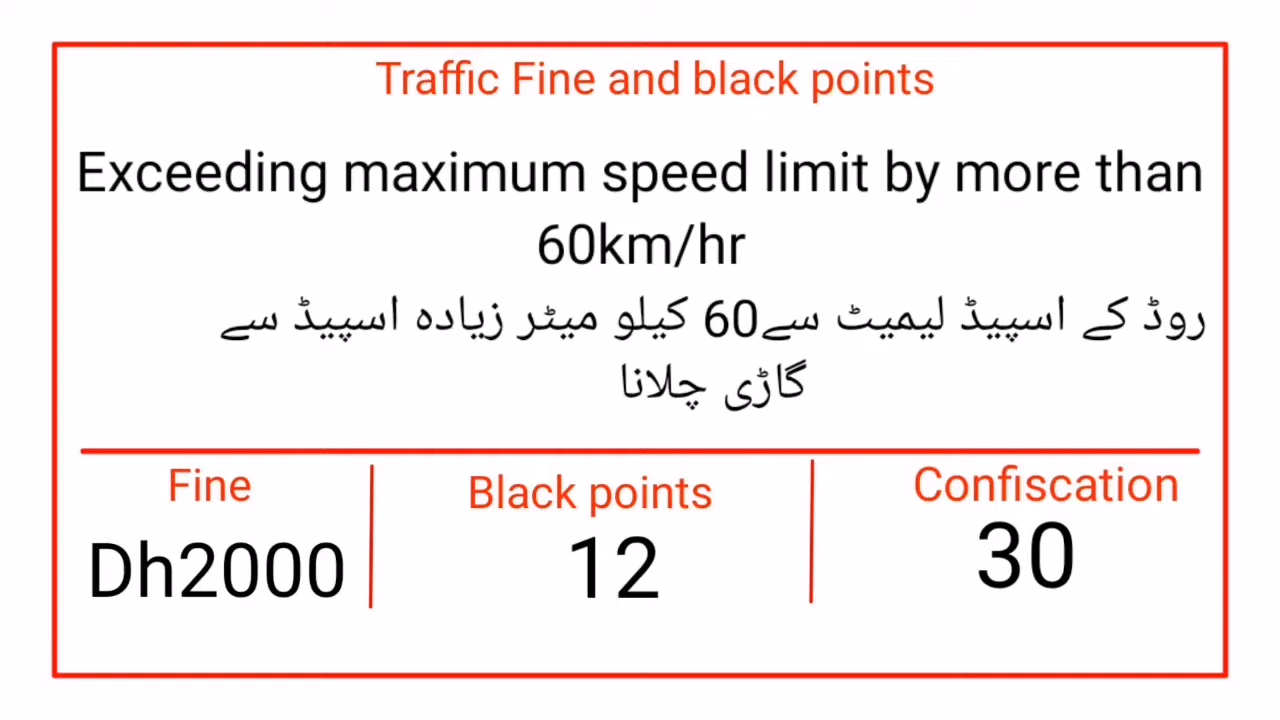 Traffic Fine and black points
Exceeding maximum speed limit by more than
60km/hr
روڈ کے اسپیڈ لیمیٹ سے60 کیلو میٹر زیادہ اسپیڈ سے
گاڑی چلانا
Fine
Black points
Confiscation
Dh2000
12
30